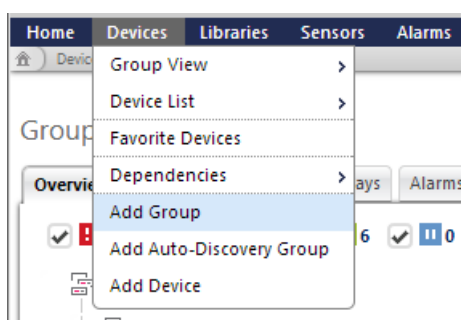 Home Devices Libraries Sensors Alarms
Devic
Group View
Device List
Group
Favorite Devices
Dependencies
Overvie ays Alarms
Add Group
6 0
Add Auto-Discovery Group
Add Device